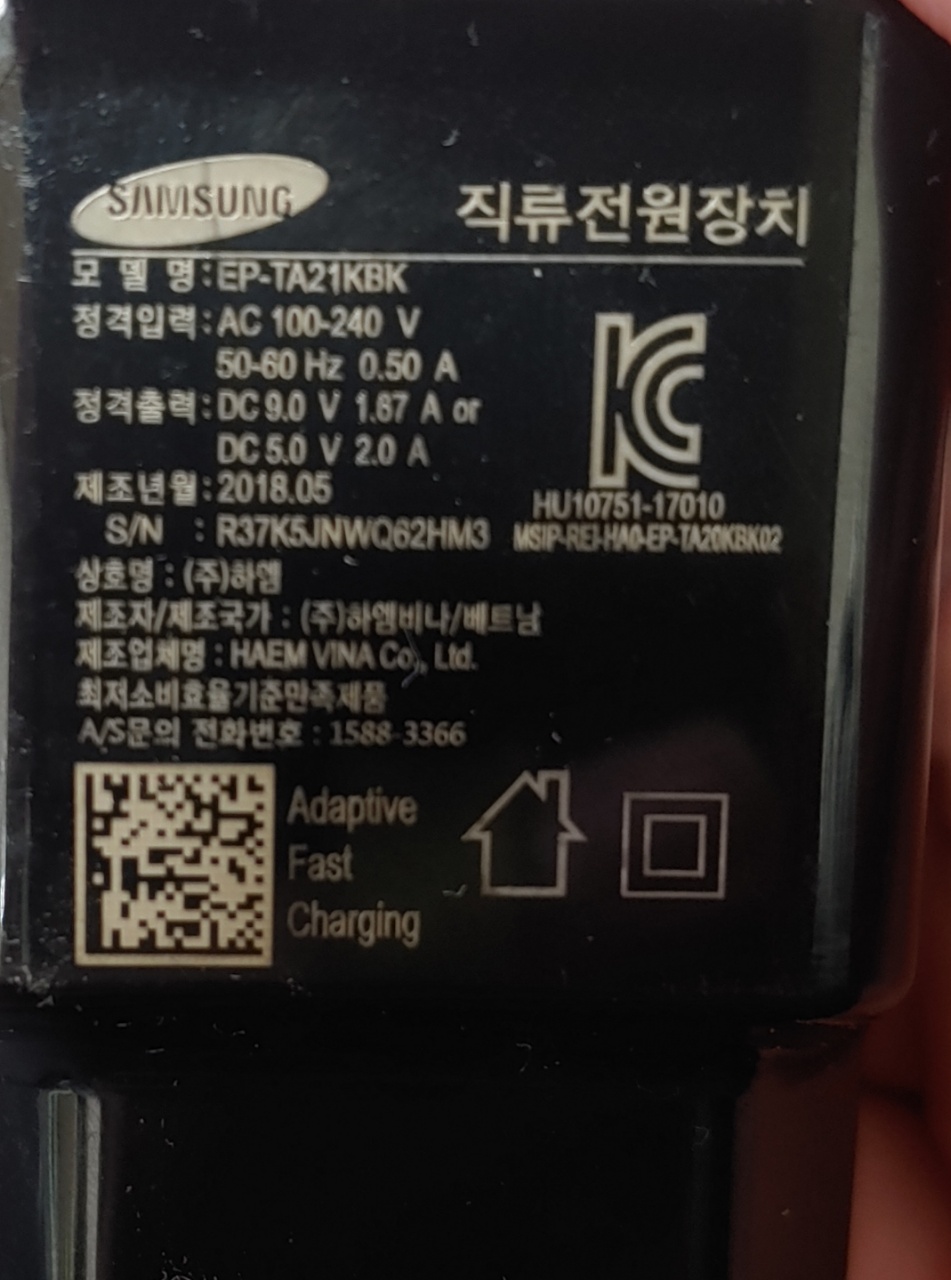 SAMSUNG 직류전원장치
모 델 명 : EP-TA21KBK
정격입력 : AC 100-240 V
50-60 Hz 0.50 A
정격출력 : DC 9.0 V 1.67 A or
DC 5.0 V 2.0 A
제조년월 : 2018.05
HU10751-17010
S/N : R37K5JNWQ62HM3
MSIP-REI-HA0-EP-TA20KBK02
상호명 : (주)하엠
제조자/제조국가 : (주)하엠비나/베트남
제조업체명 : HAEM VINA Co., Ltd.
최저소비효율기준만족제품
A/S문의 전화번호 : 1588-3366
Adaptive
Fast
Charging